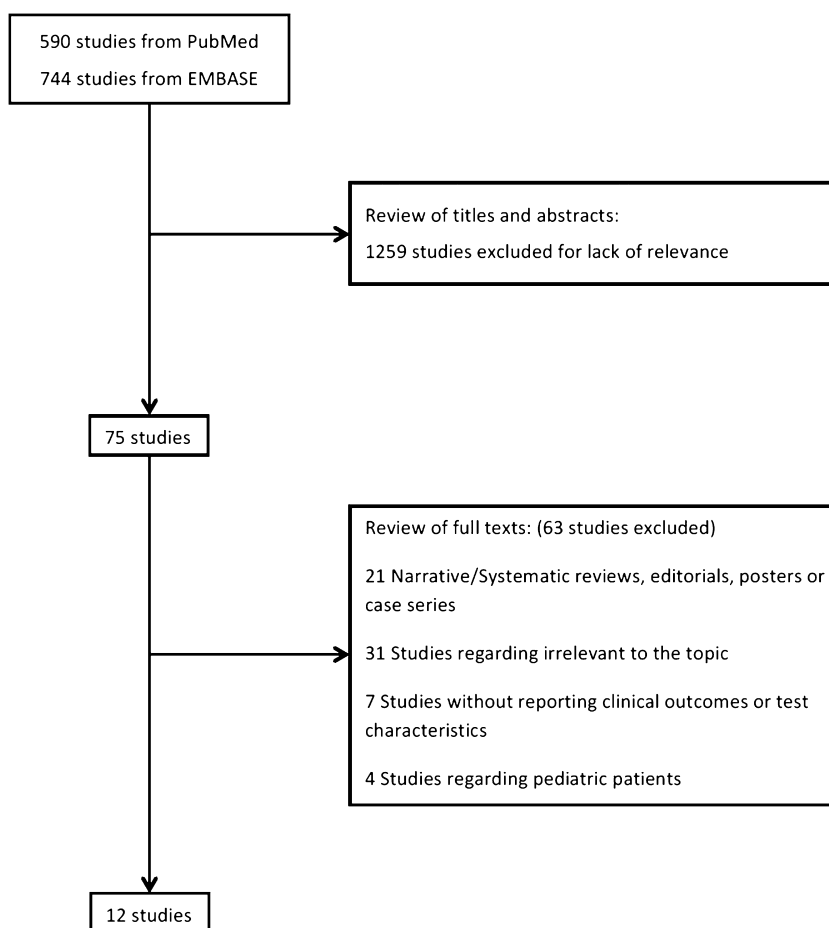 590 studies from PubMed
744 studies from EMBASE
Review of titles and abstracts:
1259 studies excluded for lack of relevance
75 studies
Review of full texts: (63 studies excluded)
21 Narrative/Systematic reviews, editorials, posters or
case series
31 Studies regarding irrelevant to the topic
7 Studies without reporting clinical outcomes or test
characteristics
4 Studies regarding pediatric patients
12 studies